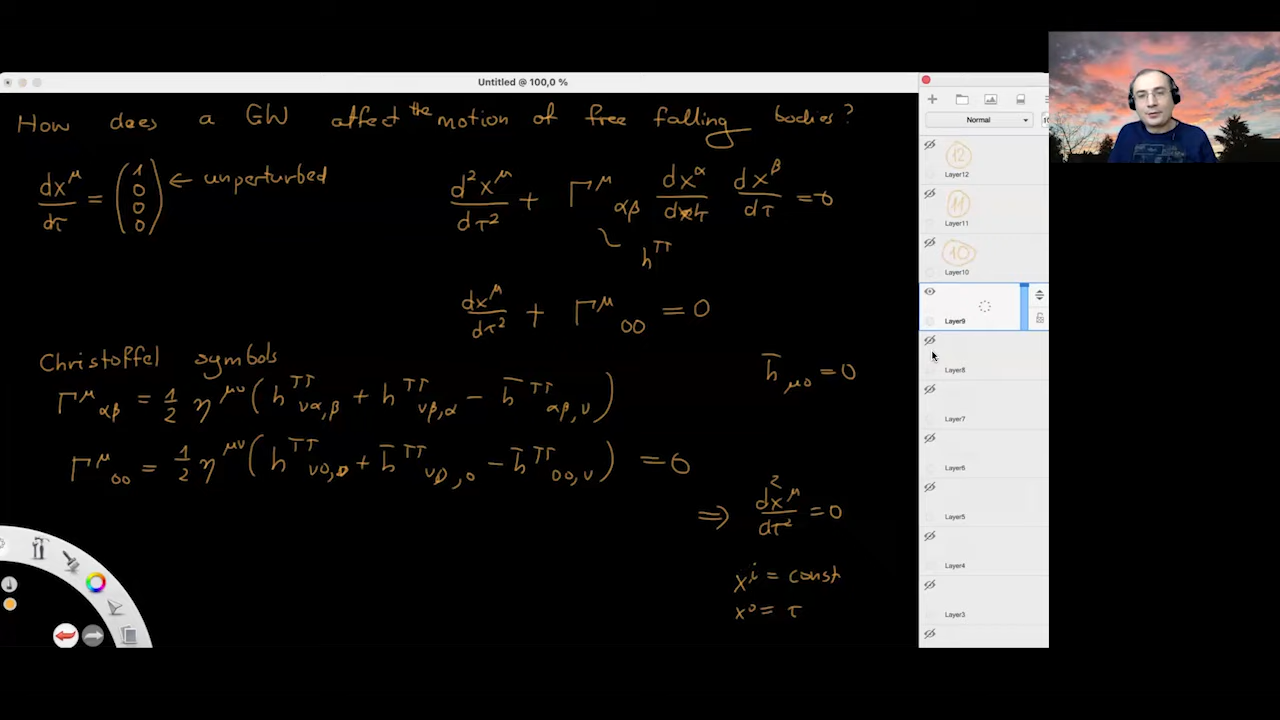 Untitled @ 100,0 %
How does a GW affect the motion of free falling bodies?
dx^μ/dτ = (1 0 0 0) ← unperturbed
d²x^μ/dτ² + Γ^μ_αβ dx^α/dτ dx^β/dτ = 0
~ h^TT
dx^μ/dτ² + Γ^μ_00 = 0
Christoffel symbols
h̄_μ0 = 0
Γ^μ_αβ = 1/2 η^μν (h^TT_να,β + h^TT_νβ,α − h̄^TT_αβ,ν)
Γ^μ_00 = 1/2 η^μν (h^TT_ν0,0 + h̄^TT_ν0,0 − h̄^TT_00,ν) = 0
⇒ d²x^μ/dτ² = 0
x^i = const
x^0 = τ
Normal
12
Layer12
11
Layer11
10
Layer10
Layer9
Layer8
Layer7
Layer6
Layer5
Layer4
Layer3